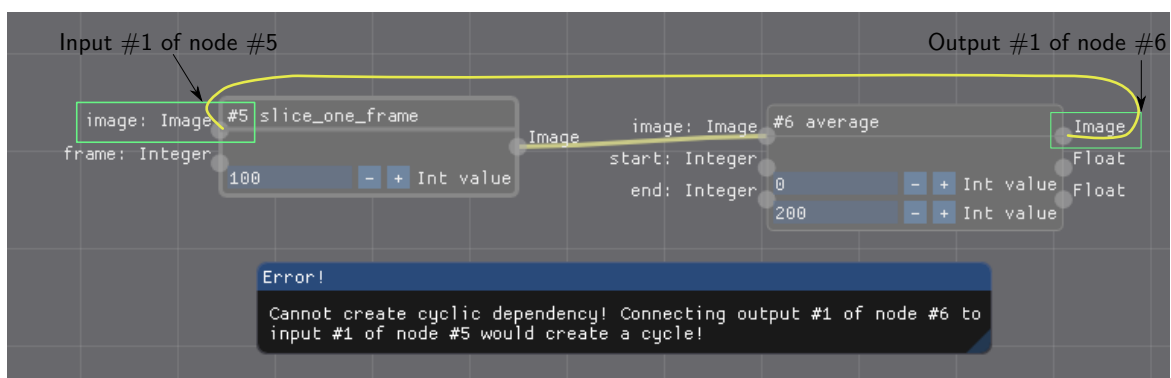 Input #1 of node #5
Output #1 of node #6
image: Image
#5 slice_one_frame
frame: Integer
100 - + Int value
Image
image: Image
#6 average
Image
start: Integer
Float
end: Integer
0 - + Int value
Float
200 - + Int value
Error!
Cannot create cyclic dependency! Connecting output #1 of node #6 to
input #1 of node #5 would create a cycle!